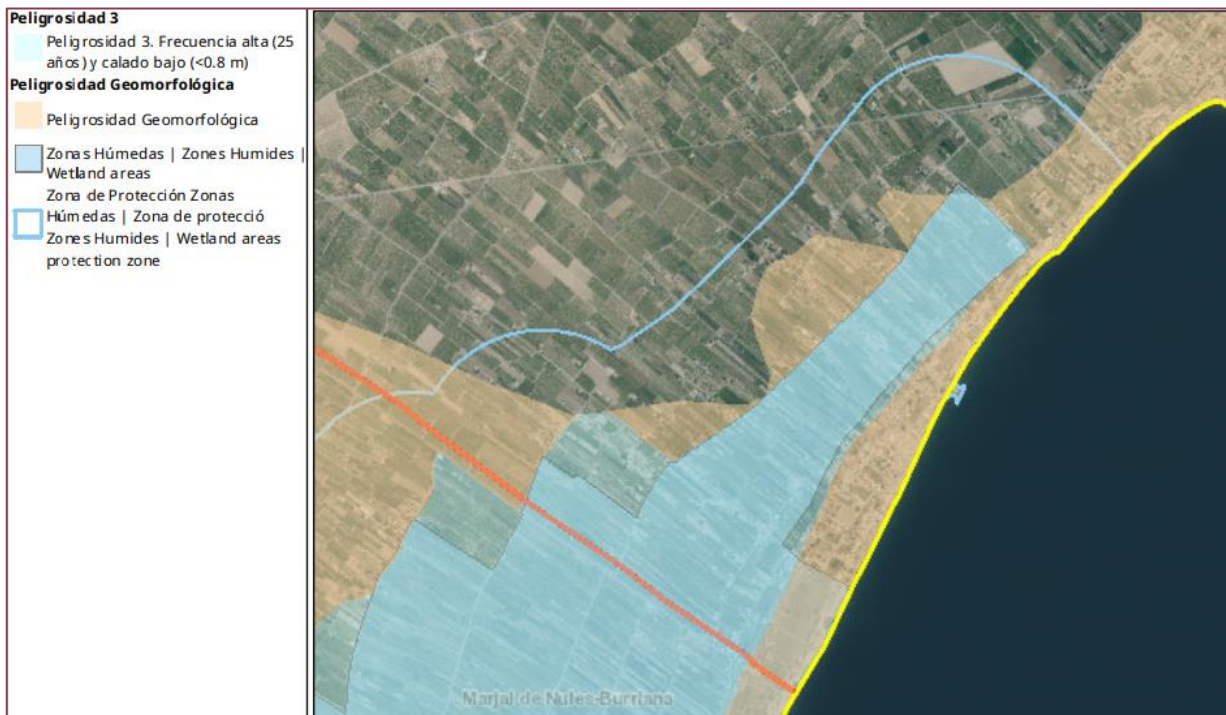 Peligrosidad 3
Peligrosidad 3. Frecuencia alta (25
años) y calado bajo (<0.8 m)
Peligrosidad Geomorfológica
Peligrosidad Geomorfológica
Zonas Húmedas | Zones Humides |
Wetland areas
Zona de Protección Zonas
Húmedas | Zona de protecció
Zones Humides | Wetland areas
protection zone
Marjal de Nules-Burriana